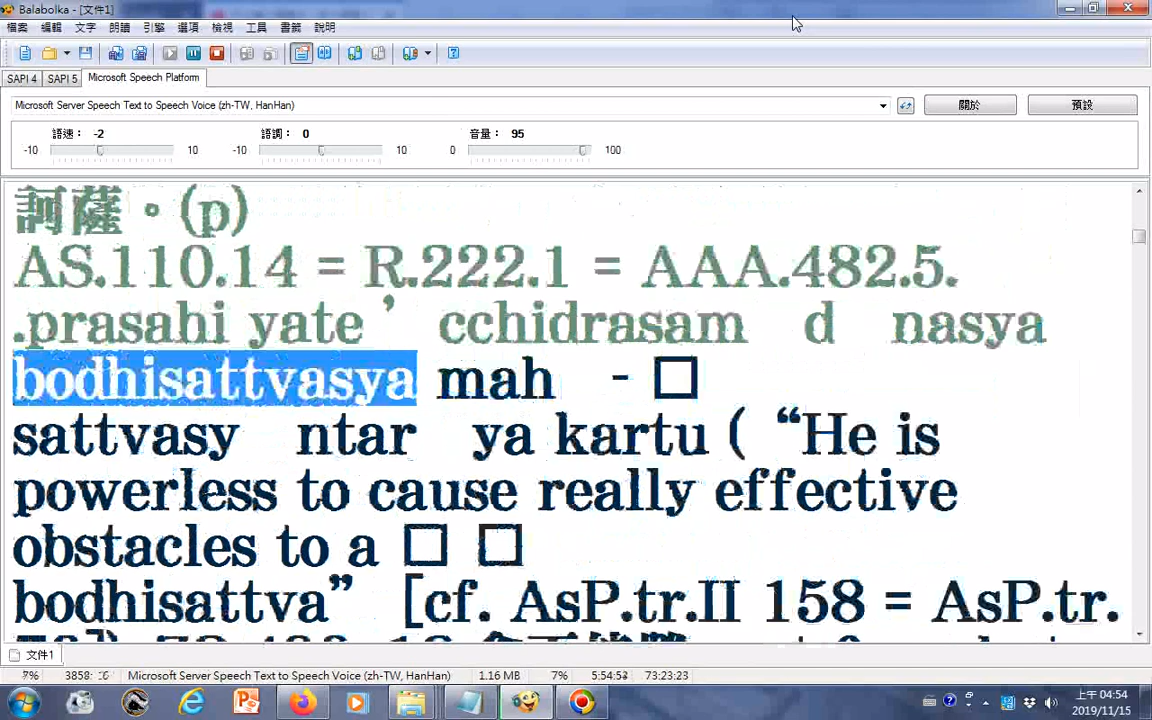 Balabolka - [文件1]
檔案 編輯 文字 朗讀 引擎 選項 檢視 工具 書籤 說明
SAPI 4 SAPI 5 Microsoft Speech Platform
Microsoft Server Speech Text to Speech Voice (zh-TW, HanHan) 關於 預設
語速： -2 語調： 0 音量： 95
-10 10 -10 10 0 100
訶薩。(p)
AS.110.14 = R.222.1 = AAA.482.5.
.prasahi yate ’ cchidrasam d nasya
bodhisattvasya mah - □
sattvasy ntar ya kartu ( “He is
powerless to cause really effective
obstacles to a □ □
bodhisattva” [cf. AsP.tr.II 158 = AsP.tr.
文件1
7% 3858: 16 Microsoft Server Speech Text to Speech Voice (zh-TW, HanHan) 1.16 MB 7% 5:54:53 73:23:23
上午 04:54
2019/11/15